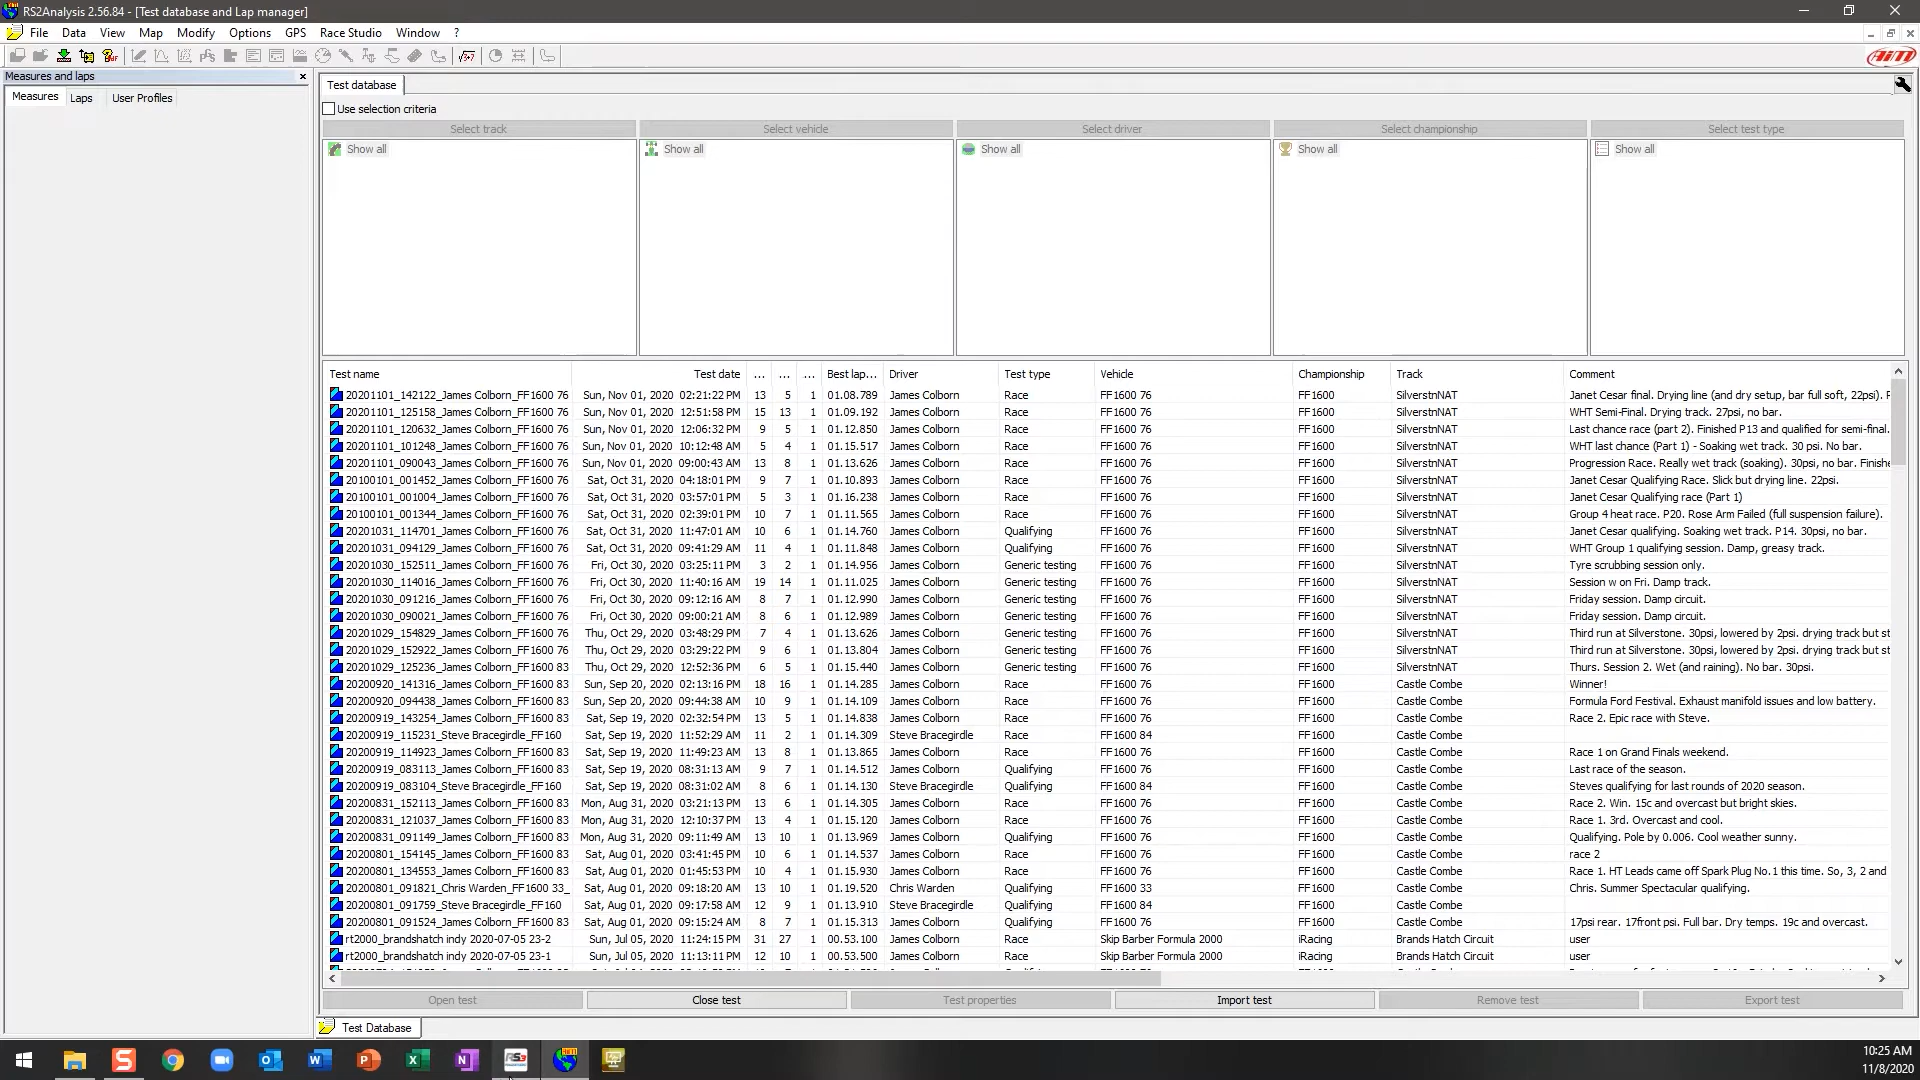 RS2Analysis 2.56.84 - [Test database and Lap manager]
File Data View Map Modify Options GPS Race Studio Window ?
AiM
Measures and laps
Measures Laps User Profiles
Test database
Use selection criteria
Select track Select vehicle Select driver Select championship Select test type
Show all Show all Show all Show all Show all
Test name Test date ... ... ... Best lap... Driver Test type Vehicle Championship Track Comment
20201101_142122_James Colborn_FF1600 76 Sun, Nov 01, 2020 02:21:22 PM 13 5 1 01.08.789 James Colborn Race FF1600 76 FF1600 SilverstnNAT Janet Cesar final. Drying line (and dry setup, bar full soft, 22psi). P
20201101_125158_James Colborn_FF1600 76 Sun, Nov 01, 2020 12:51:58 PM 15 13 1 01.09.192 James Colborn Race FF1600 76 FF1600 SilverstnNAT WHT Semi-Final. Drying track. 27psi, no bar.
20201101_120632_James Colborn_FF1600 76 Sun, Nov 01, 2020 12:06:32 PM 9 5 1 01.12.850 James Colborn Race FF1600 76 FF1600 SilverstnNAT Last chance race (part 2). Finished P13 and qualified for semi-final.
20201101_101248_James Colborn_FF1600 76 Sun, Nov 01, 2020 10:12:48 AM 5 4 1 01.15.517 James Colborn Race FF1600 76 FF1600 SilverstnNAT WHT last chance (Part 1) - Soaking wet track. 30 psi. No bar.
20201101_090043_James Colborn_FF1600 76 Sun, Nov 01, 2020 09:00:43 AM 13 8 1 01.13.626 James Colborn Race FF1600 76 FF1600 SilverstnNAT Progression Race. Really wet track (soaking). 30psi, no bar. Finishe
20100101_001452_James Colborn_FF1600 76 Sat, Oct 31, 2020 04:18:01 PM 9 7 1 01.10.893 James Colborn Race FF1600 76 FF1600 SilverstnNAT Janet Cesar Qualifying Race. Slick but drying line. 22psi.
20100101_001004_James Colborn_FF1600 76 Sat, Oct 31, 2020 03:57:01 PM 5 3 1 01.16.238 James Colborn Race FF1600 76 FF1600 SilverstnNAT Janet Cesar Qualifying race (Part 1)
20100101_001344_James Colborn_FF1600 76 Sat, Oct 31, 2020 02:39:01 PM 10 7 1 01.11.565 James Colborn Race FF1600 76 FF1600 SilverstnNAT Group 4 heat race. P20. Rose Arm Failed (full suspension failure).
20201031_114701_James Colborn_FF1600 76 Sat, Oct 31, 2020 11:47:01 AM 10 6 1 01.14.760 James Colborn Qualifying FF1600 76 FF1600 SilverstnNAT Janet Cesar qualifying. Soaking wet track. P14. 30psi, no bar.
20201031_094129_James Colborn_FF1600 76 Sat, Oct 31, 2020 09:41:29 AM 11 4 1 01.11.848 James Colborn Qualifying FF1600 76 FF1600 SilverstnNAT WHT Group 1 qualifying session. Damp, greasy track.
20201030_152511_James Colborn_FF1600 76 Fri, Oct 30, 2020 03:25:11 PM 3 2 1 01.14.956 James Colborn Generic testing FF1600 76 FF1600 SilverstnNAT Tyre scrubbing session only.
20201030_114016_James Colborn_FF1600 76 Fri, Oct 30, 2020 11:40:16 AM 19 14 1 01.11.025 James Colborn Generic testing FF1600 76 FF1600 SilverstnNAT Session w on Fri. Damp track.
20201030_091216_James Colborn_FF1600 76 Fri, Oct 30, 2020 09:12:16 AM 8 7 1 01.12.990 James Colborn Generic testing FF1600 76 FF1600 SilverstnNAT Friday session. Damp circuit.
20201030_090021_James Colborn_FF1600 76 Fri, Oct 30, 2020 09:00:21 AM 8 6 1 01.12.989 James Colborn Generic testing FF1600 76 FF1600 SilverstnNAT Friday session. Damp circuit.
20201029_154829_James Colborn_FF1600 76 Thu, Oct 29, 2020 03:48:29 PM 7 4 1 01.13.626 James Colborn Generic testing FF1600 76 FF1600 SilverstnNAT Third run at Silverstone. 30psi, lowered by 2psi. drying track but st
20201029_152922_James Colborn_FF1600 76 Thu, Oct 29, 2020 03:29:22 PM 9 6 1 01.13.804 James Colborn Generic testing FF1600 76 FF1600 SilverstnNAT Third run at Silverstone. 30psi, lowered by 2psi. drying track but st
20201029_125236_James Colborn_FF1600 83 Thu, Oct 29, 2020 12:52:36 PM 6 5 1 01.15.440 James Colborn Generic testing FF1600 76 FF1600 SilverstnNAT Thurs. Session 2. Wet (and raining). No bar. 30psi.
20200920_141316_James Colborn_FF1600 83 Sun, Sep 20, 2020 02:13:16 PM 18 16 1 01.14.285 James Colborn Race FF1600 76 FF1600 Castle Combe Winner!
20200920_094438_James Colborn_FF1600 83 Sun, Sep 20, 2020 09:44:38 AM 10 9 1 01.14.109 James Colborn Race FF1600 76 FF1600 Castle Combe Formula Ford Festival. Exhaust manifold issues and low battery.
20200919_143254_James Colborn_FF1600 83 Sat, Sep 19, 2020 02:32:54 PM 13 5 1 01.14.838 James Colborn Race FF1600 76 FF1600 Castle Combe Race 2. Epic race with Steve.
20200919_115231_Steve Bracegirdle_FF160 Sat, Sep 19, 2020 11:52:29 AM 11 2 1 01.14.309 Steve Bracegirdle Race FF1600 84 FF1600 Castle Combe
20200919_114923_James Colborn_FF1600 83 Sat, Sep 19, 2020 11:49:23 AM 13 8 1 01.13.865 James Colborn Race FF1600 76 FF1600 Castle Combe Race 1 on Grand Finals weekend.
20200919_083113_James Colborn_FF1600 83 Sat, Sep 19, 2020 08:31:13 AM 9 7 1 01.14.512 James Colborn Qualifying FF1600 76 FF1600 Castle Combe Last race of the season.
20200919_083104_Steve Bracegirdle_FF160 Sat, Sep 19, 2020 08:31:02 AM 8 6 1 01.14.130 Steve Bracegirdle Qualifying FF1600 84 FF1600 Castle Combe Steves qualifying for last rounds of 2020 season.
20200831_152113_James Colborn_FF1600 83 Mon, Aug 31, 2020 03:21:13 PM 13 6 1 01.14.305 James Colborn Race FF1600 76 FF1600 Castle Combe Race 2. Win. 15c and overcast but bright skies.
20200831_121037_James Colborn_FF1600 83 Mon, Aug 31, 2020 12:10:37 PM 13 4 1 01.15.120 James Colborn Race FF1600 76 FF1600 Castle Combe Race 1. 3rd. Overcast and cool.
20200831_091149_James Colborn_FF1600 83 Mon, Aug 31, 2020 09:11:49 AM 13 10 1 01.13.969 James Colborn Qualifying FF1600 76 FF1600 Castle Combe Qualifying. Pole by 0.006. Cool weather sunny.
20200801_154145_James Colborn_FF1600 83 Sat, Aug 01, 2020 03:41:45 PM 10 6 1 01.14.537 James Colborn Race FF1600 76 FF1600 Castle Combe race 2
20200801_134553_James Colborn_FF1600 83 Sat, Aug 01, 2020 01:45:53 PM 10 4 1 01.15.930 James Colborn Race FF1600 76 FF1600 Castle Combe Race 1. HT Leads came off Spark Plug No.1 this time. So, 3, 2 and
20200801_091821_Chris Warden_FF1600 33_ Sat, Aug 01, 2020 09:18:20 AM 13 10 1 01.19.520 Chris Warden Qualifying FF1600 33 FF1600 Castle Combe Chris. Summer Spectacular qualifying.
20200801_091759_Steve Bracegirdle_FF160 Sat, Aug 01, 2020 09:17:58 AM 12 9 1 01.13.910 Steve Bracegirdle Qualifying FF1600 84 FF1600 Castle Combe
20200801_091524_James Colborn_FF1600 83 Sat, Aug 01, 2020 09:15:24 AM 8 7 1 01.15.313 James Colborn Qualifying FF1600 76 FF1600 Castle Combe 17psi rear. 17front psi. Full bar. Dry temps. 19c and overcast.
rt2000_brandshatch indy 2020-07-05 23-2 Sun, Jul 05, 2020 11:24:15 PM 31 27 1 00.53.100 James Colborn Race Skip Barber Formula 2000 iRacing Brands Hatch Circuit user
rt2000_brandshatch indy 2020-07-05 23-1 Sun, Jul 05, 2020 11:13:11 PM 12 10 1 00.53.500 James Colborn Race Skip Barber Formula 2000 iRacing Brands Hatch Circuit user
Open test Close test Test properties Import test Remove test Export test
Test Database
10:25 AM
11/8/2020